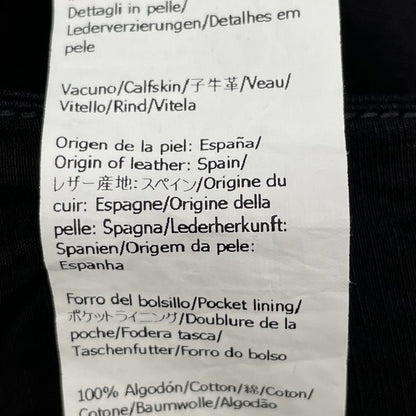 Dettagli in pelle/
Lederverzierungen/Detalhes em
pele
Vacuno/Calfskin/子牛革/Veau/
Vitello/Rind/Vitela
Origen de la piel: España/
Origin of leather: Spain/
レザー産地:スペイン/Origine du
cuir: Espagne/Origine della
pelle: Spagna/Lederherkunft:
Spanien/Origem da pele:
Espanha
Forro del bolsillo/Pocket lining/
ポケットライニング/Doublure de la
poche/Fodera tasca/
Taschenfutter/Forro do bolso
100% Algodón/Cotton/綿/Coton/
Cotone/Baumwolle/Algodão